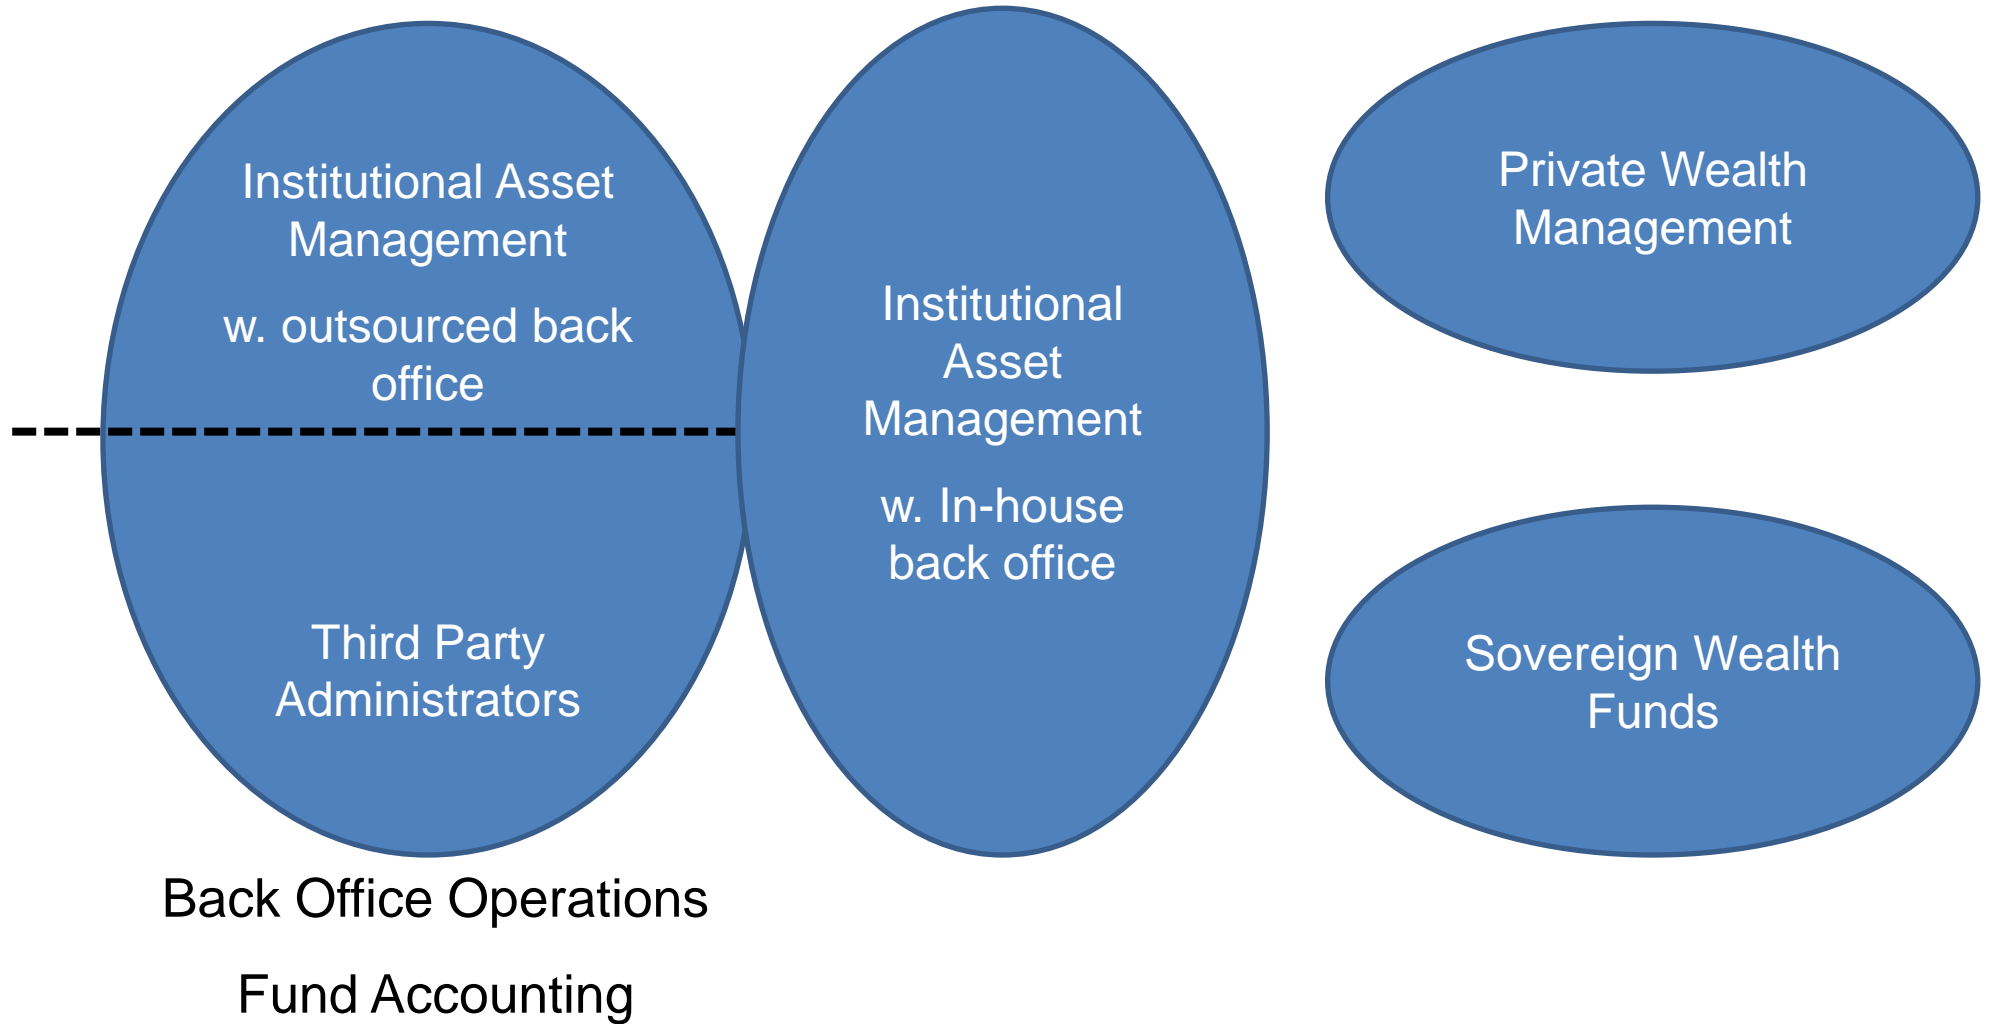 Institutional Asset
Management
w. outsourced back
office
Third Party
Administrators
Institutional
Asset
Management
w. In-house
back office
Private Wealth
Management
Sovereign Wealth
Funds
Back Office Operations
Fund Accounting